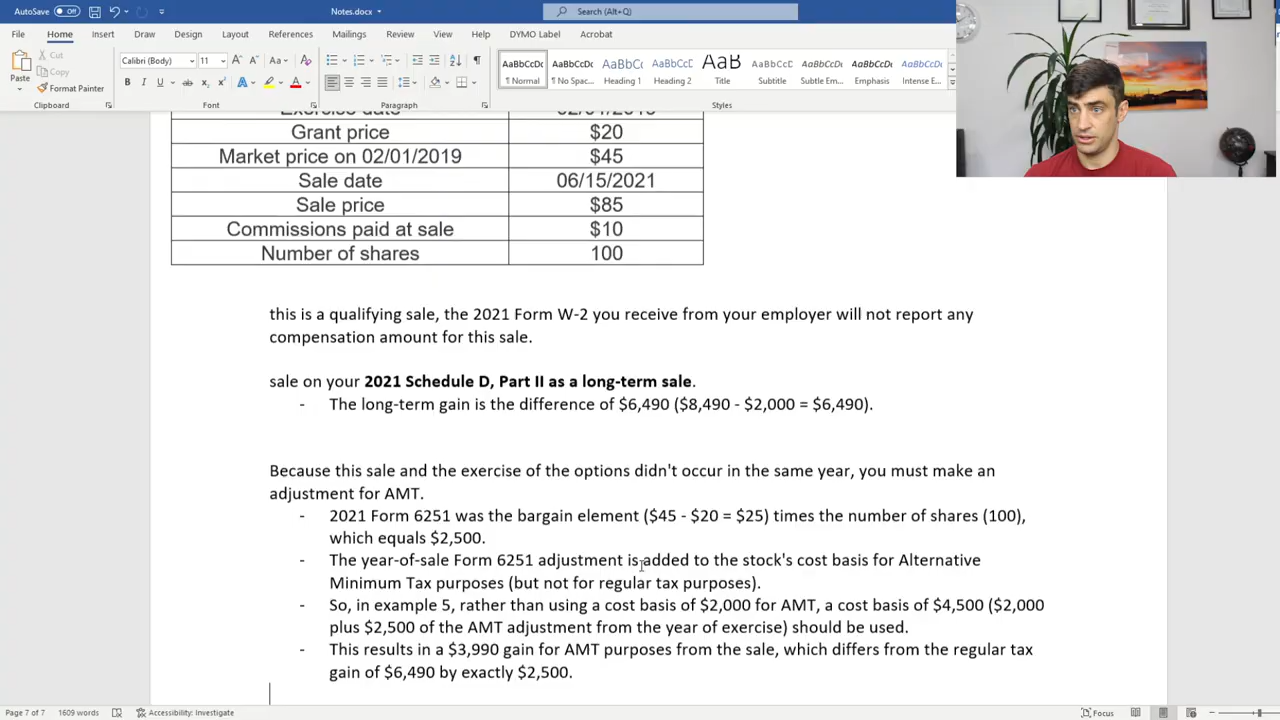 AutoSave Off Notes.docx Search (Alt+Q)
File Home Insert Draw Design Layout References Mailings Review View Help DYMO Label Acrobat
Paste Cut Copy Format Painter
Calibri (Body) 11
AaBbCcDc AaBbCcDc AaBbC AaBbCcD AaB AaBbCcD AaBbCcDc AaBbCcDc AaBbCcDc
¶ Normal ¶ No Spac... Heading 1 Heading 2 Title Subtitle Subtle Em... Emphasis Intense E...
Clipboard Font Paragraph Styles
Grant price $20
Market price on 02/01/2019 $45
Sale date 06/15/2021
Sale price $85
Commissions paid at sale $10
Number of shares 100
this is a qualifying sale, the 2021 Form W-2 you receive from your employer will not report any
compensation amount for this sale.
sale on your 2021 Schedule D, Part II as a long-term sale.
- The long-term gain is the difference of $6,490 ($8,490 - $2,000 = $6,490).
Because this sale and the exercise of the options didn't occur in the same year, you must make an
adjustment for AMT.
- 2021 Form 6251 was the bargain element ($45 - $20 = $25) times the number of shares (100),
which equals $2,500.
- The year-of-sale Form 6251 adjustment is added to the stock's cost basis for Alternative
Minimum Tax purposes (but not for regular tax purposes).
- So, in example 5, rather than using a cost basis of $2,000 for AMT, a cost basis of $4,500 ($2,000
plus $2,500 of the AMT adjustment from the year of exercise) should be used.
- This results in a $3,990 gain for AMT purposes from the sale, which differs from the regular tax
gain of $6,490 by exactly $2,500.
Page 7 of 7 1609 words Accessibility: Investigate Focus